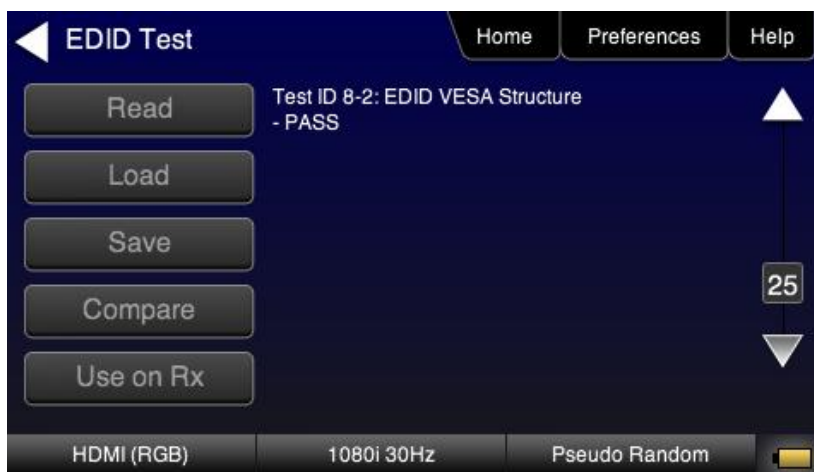 EDID Test
Home
Preferences
Help
Read
Load
Save
Compare
Use on Rx
Test ID 8-2: EDID VESA Structure
- PASS
25
HDMI (RGB)
1080i 30Hz
Pseudo Random